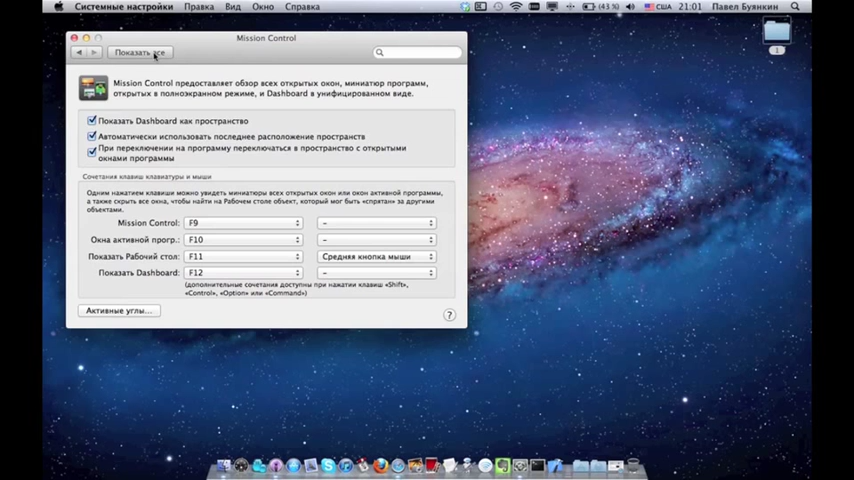 Системные настройки Правка Вид Окно Справка (43 %) США 21:01 Павел Буянкин
Mission Control
Показать все
1
Mission Control предоставляет обзор всех открытых окон, миниатюр программ,
открытых в полноэкранном режиме, и Dashboard в унифицированном виде.
Показать Dashboard как пространство
Автоматически использовать последнее расположение пространств
При переключении на программу переключаться в пространство с открытыми
окнами программы
Сочетания клавиш клавиатуры и мыши
Одним нажатием клавиши можно увидеть миниатюры всех открытых окон или окон активной программы,
а также скрыть все окна, чтобы найти на Рабочем столе объект, который мог быть «спрятан» за другими
объектами.
Mission Control: F9 –
Окна активной прогр.: F10 –
Показать Рабочий стол: F11 Средняя кнопка мыши
Показать Dashboard: F12 –
(дополнительные сочетания доступны при нажатии клавиш «Shift»,
«Control», «Option» или «Command»)
Активные углы... ?